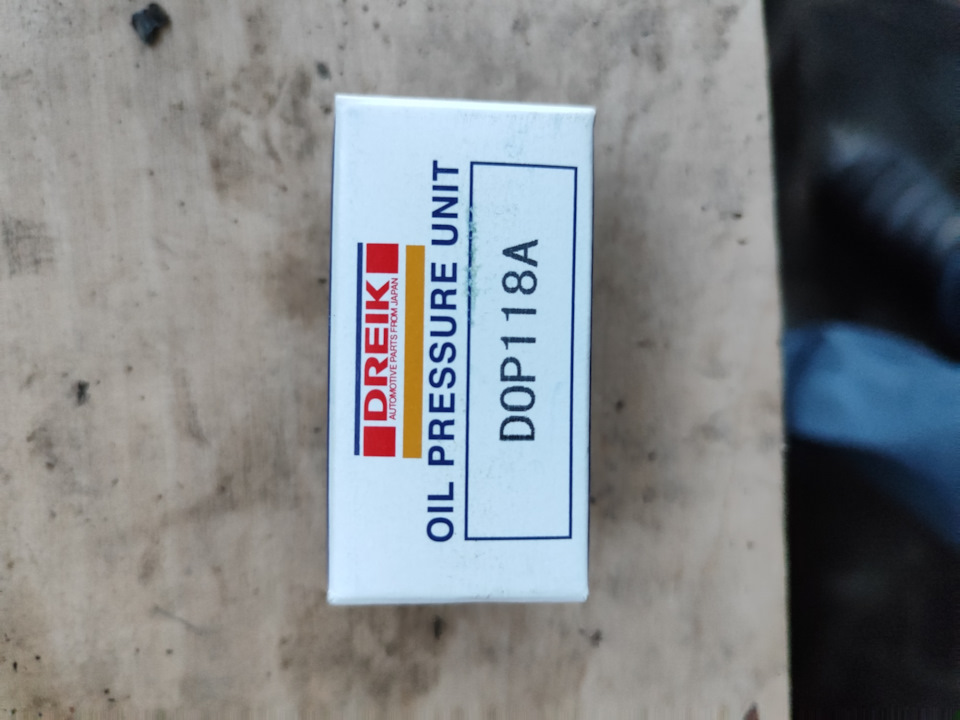 DREIK
AUTOMOTIVE PARTS FROM JAPAN
OIL PRESSURE UNIT
DOP118A